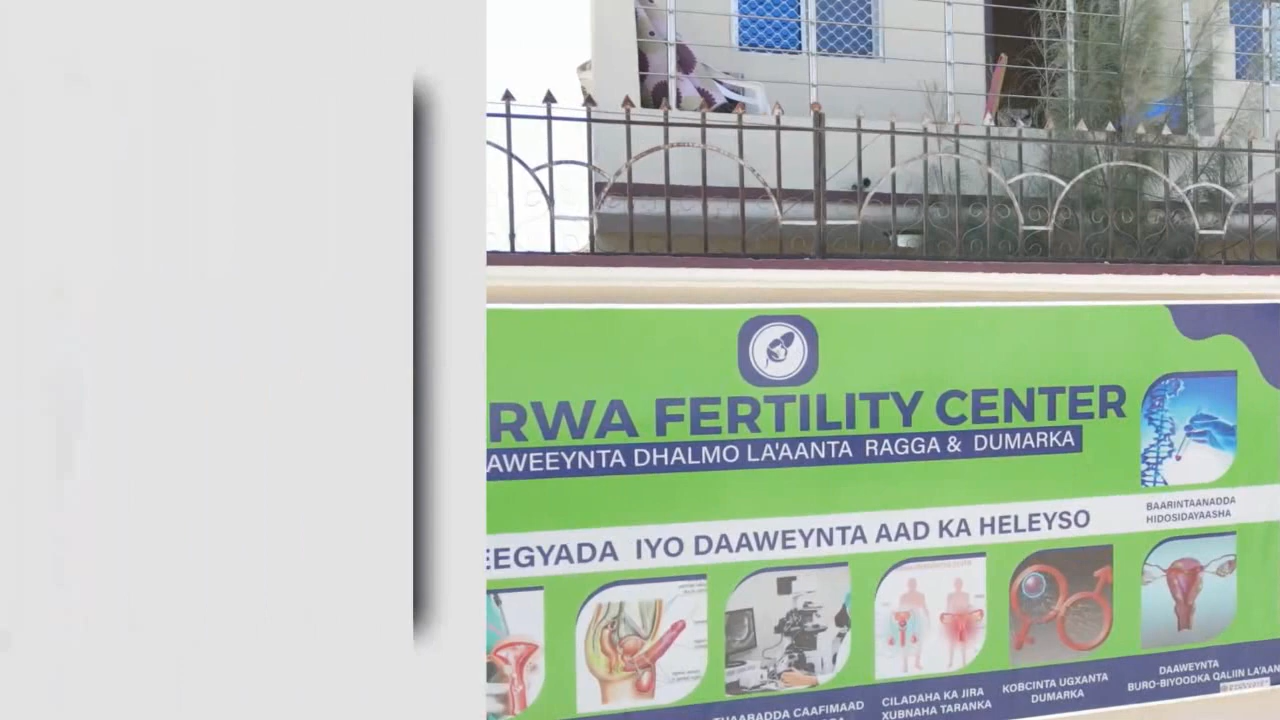 RWA FERTILITY CENTER
AWEEYNTA DHALMO LA'AANTA RAGGA & DUMARKA
BAARINTAANADDA
HIDOSIDAYAASHA
EEGYADA IYO DAAWEYNTA AAD KA HELEYSO
CAAFIMAAD
CILADAHA KA JIRA
XUBNAHA TARANKA
KOBCINTA UGXANTA
DUMARKA
DAAWEYNTA
BURO-BIYOODKA QALIIN LA'AAN